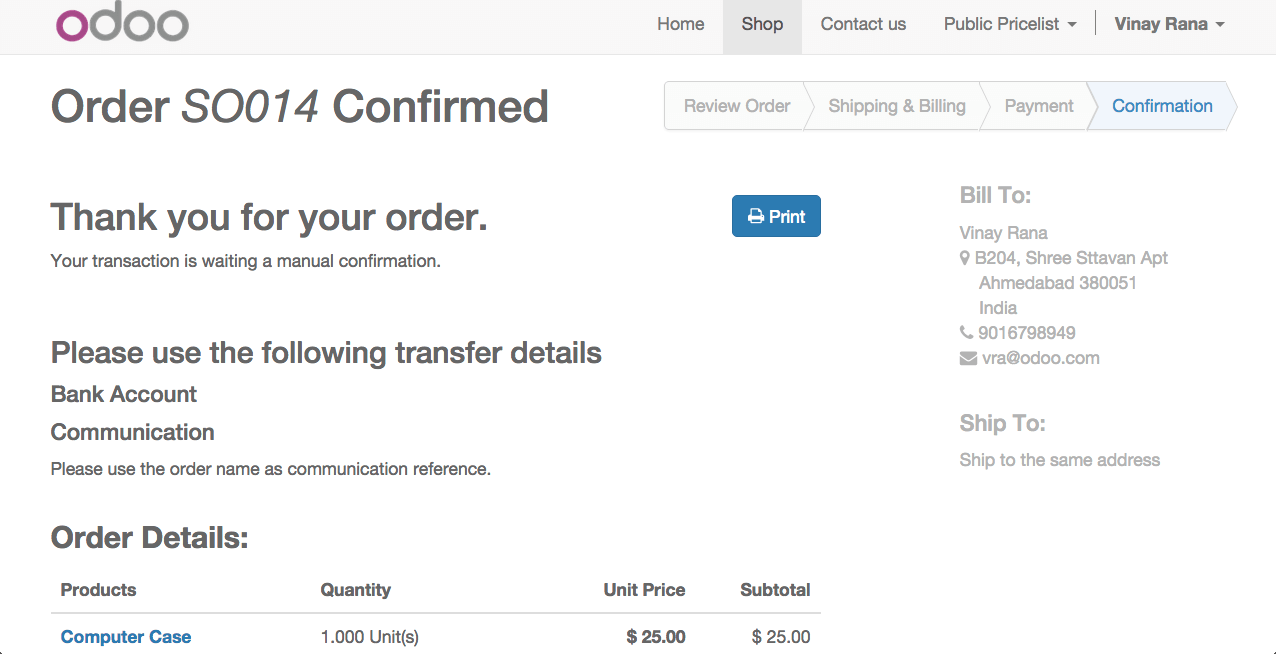 odoo
Home Shop Contact us Public Pricelist Vinay Rana
Order SO014 Confirmed
Review Order Shipping & Billing Payment Confirmation
Thank you for your order.
Print
Your transaction is waiting a manual confirmation.
Please use the following transfer details
Bank Account
Communication
Please use the order name as communication reference.
Bill To:
Vinay Rana
B204, Shree Sttavan Apt
Ahmedabad 380051
India
9016798949
vra@odoo.com
Ship To:
Ship to the same address
Order Details:
Products Quantity Unit Price Subtotal
Computer Case 1.000 Unit(s) $ 25.00 $ 25.00